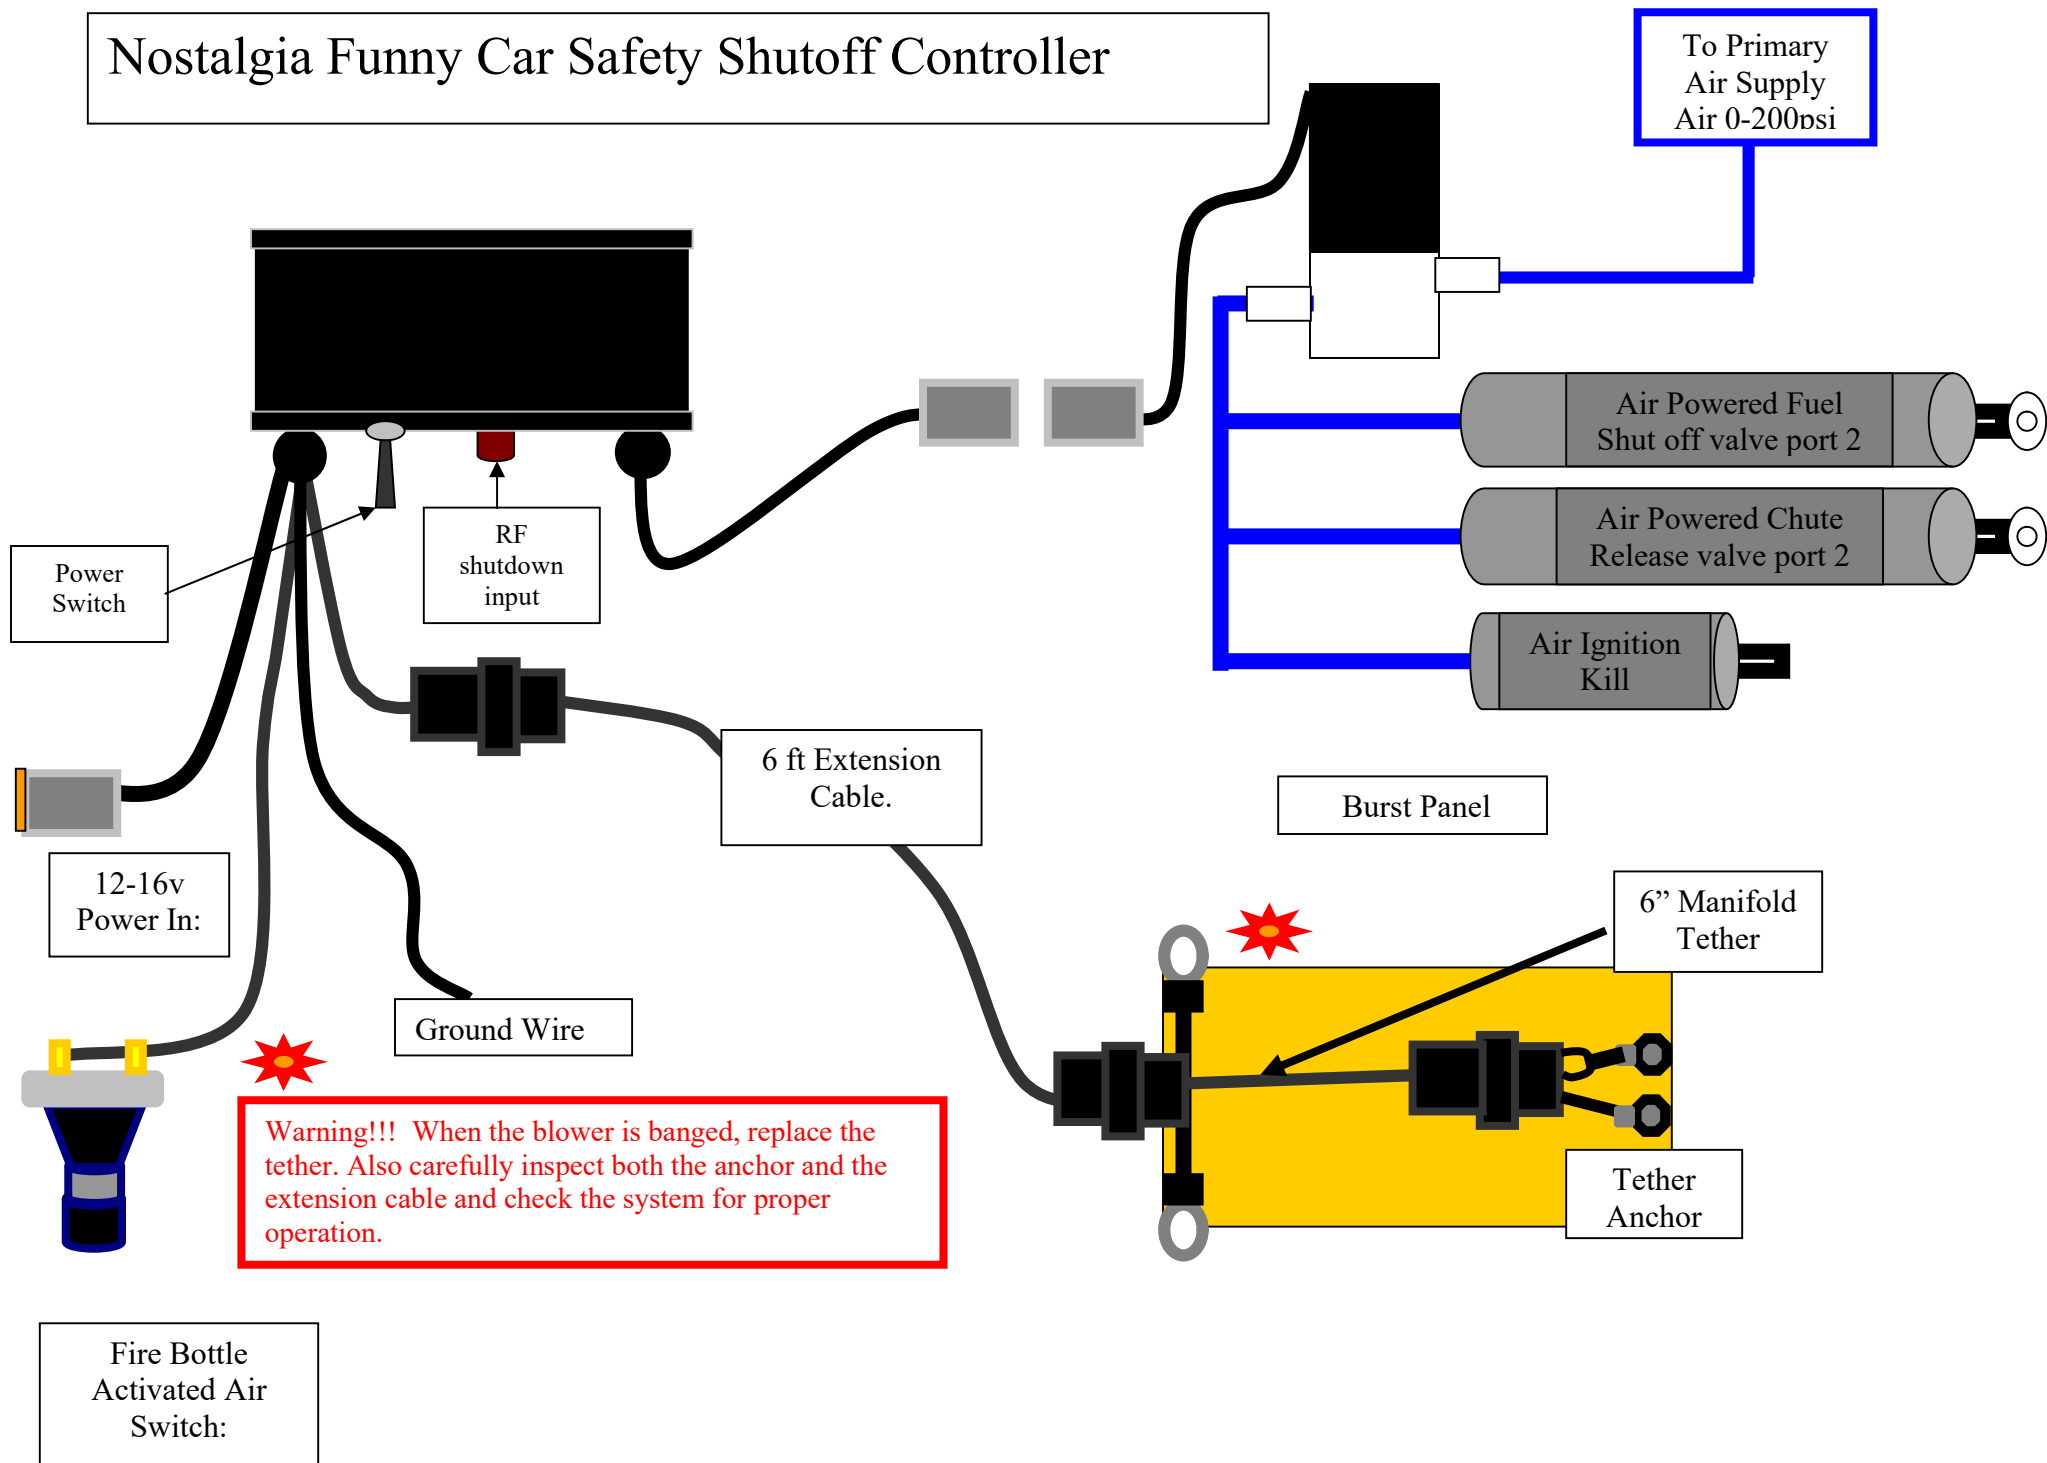 Nostalgia Funny Car Safety Shutoff Controller
To Primary
Air Supply
Air 0-200psi
Air Powered Fuel
Shut off valve port 2
Air Powered Chute
Release valve port 2
Air Ignition
Kill
RF
shutdown
input
Power
Switch
6 ft Extension
Cable.
Burst Panel
12-16v
Power In:
6” Manifold
Tether
Ground Wire
Warning!!!  When the blower is banged, replace the
tether. Also carefully inspect both the anchor and the
extension cable and check the system for proper
operation.
Tether
Anchor
Fire Bottle
Activated Air
Switch: